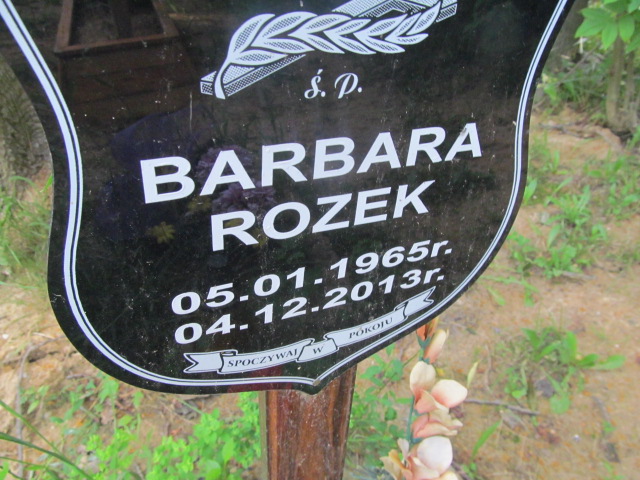 Ś. P.
BARBARA
ROZEK
05.01.1965r.
04.12.2013r.
SPOCZYWAJ W POKOJU